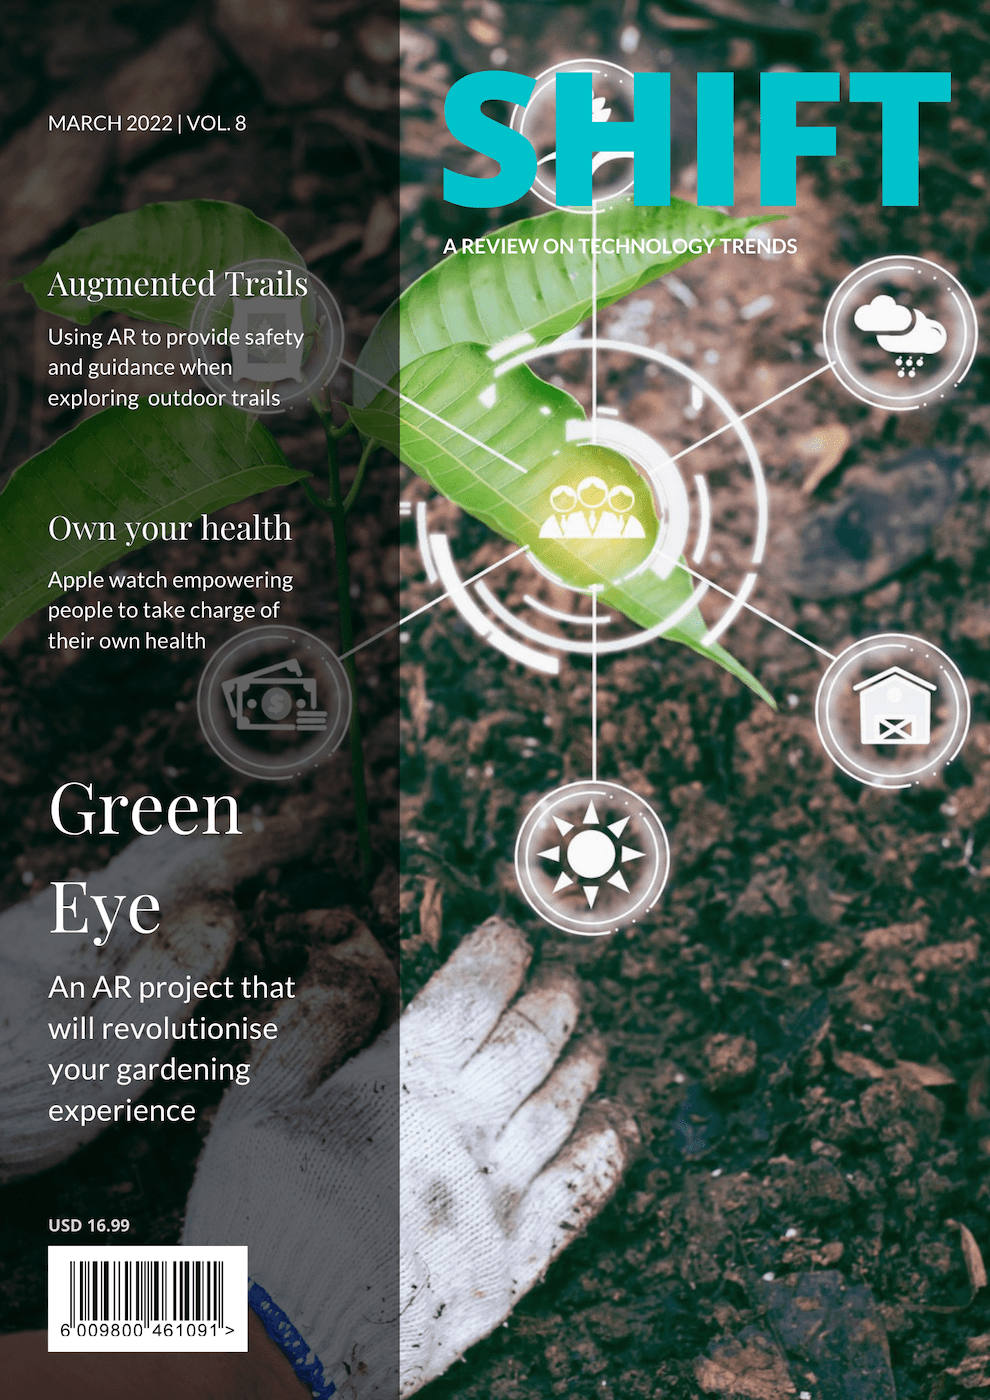 MARCH 2022 | VOL. 8
SHIFT
A REVIEW ON TECHNOLOGY TRENDS
Augmented Trails
Using AR to provide safety
and guidance when
exploring outdoor trails
Own your health
Apple watch empowering
people to take charge of
their own health
$
Green
Eye
An AR project that
will revolutionise
your gardening
experience
USD 16.99
6 009800 461091 >